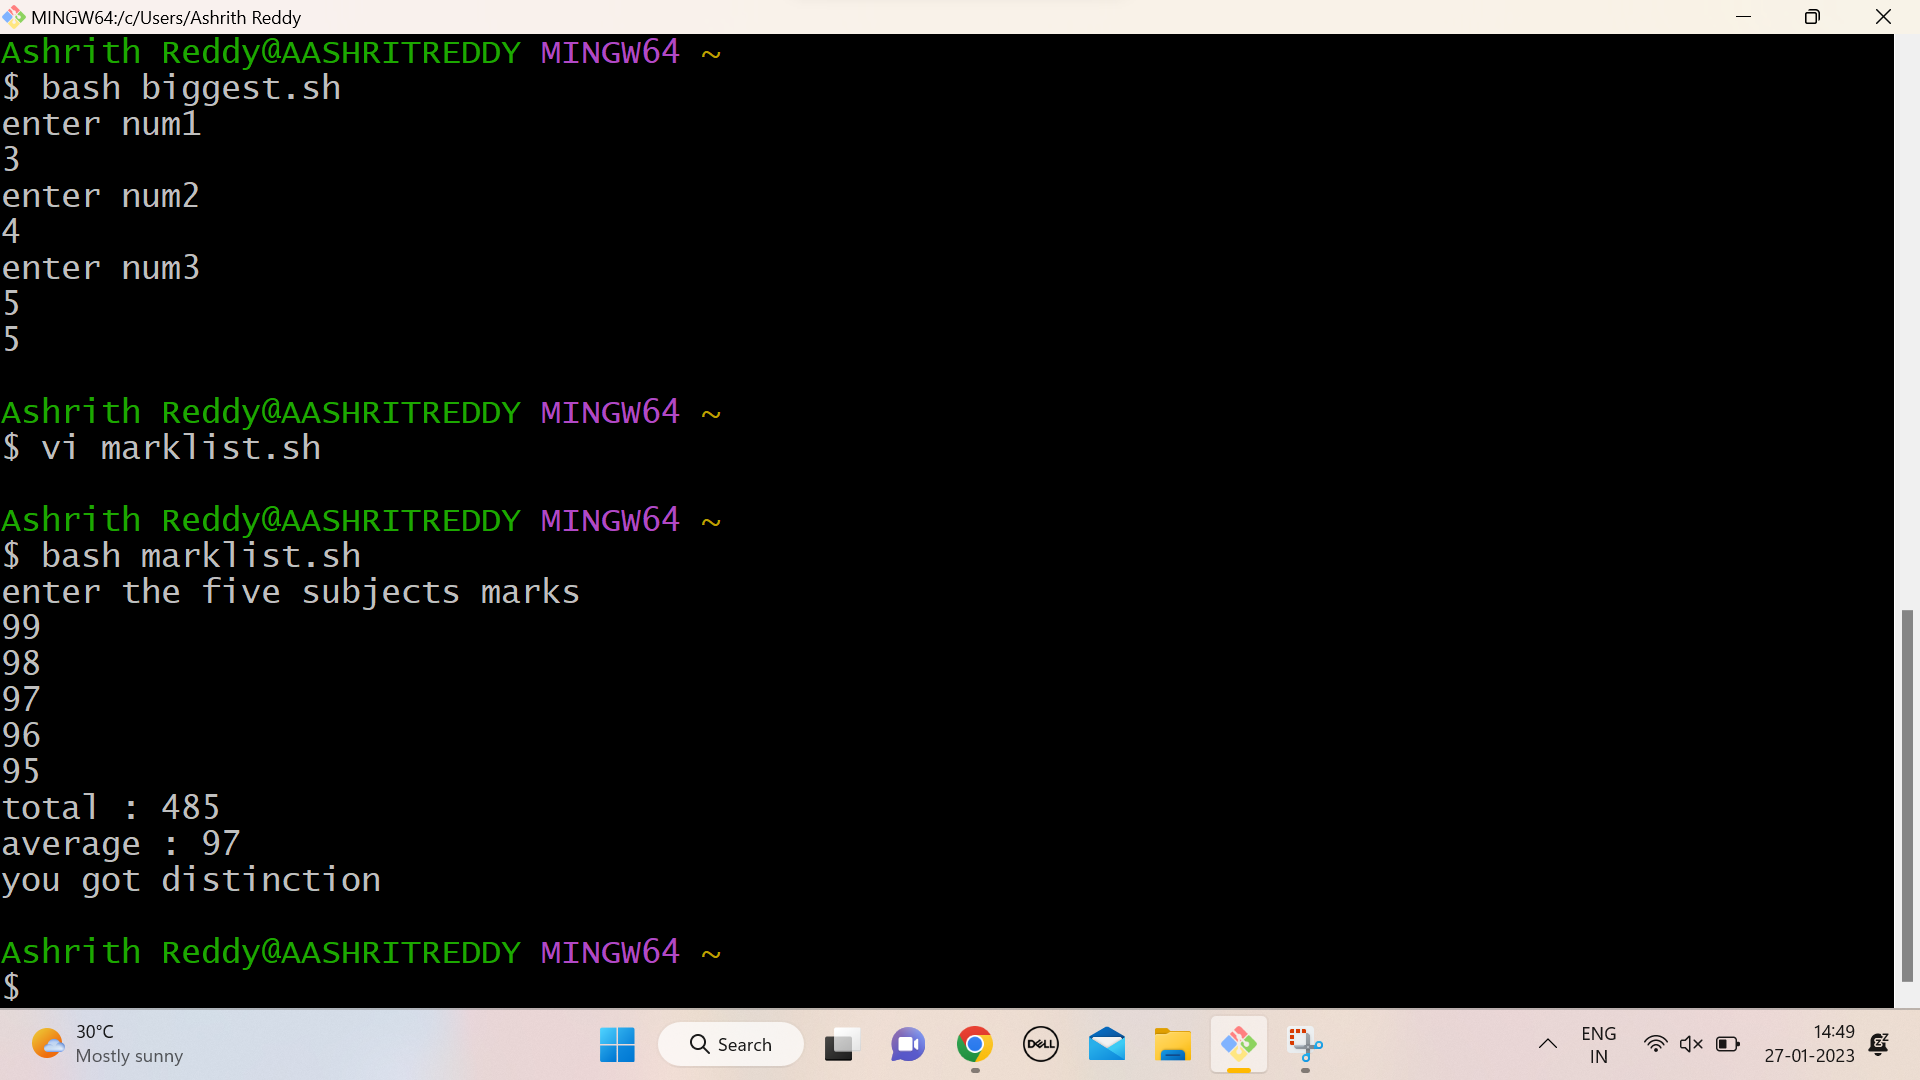 MINGW64:/c/Users/Ashrith Reddy
Ashrith Reddy@AASHRITREDDY MINGW64 ~
$ bash biggest.sh
enter num1
3
enter num2
4
enter num3
5
5
Ashrith Reddy@AASHRITREDDY MINGW64 ~
$ vi marklist.sh
Ashrith Reddy@AASHRITREDDY MINGW64 ~
$ bash marklist.sh
enter the five subjects marks
99
98
97
96
95
total : 485
average : 97
you got distinction
Ashrith Reddy@AASHRITREDDY MINGW64 ~
$
30°C
Mostly sunny
Search
DELL
ENG
IN
14:49
27-01-2023